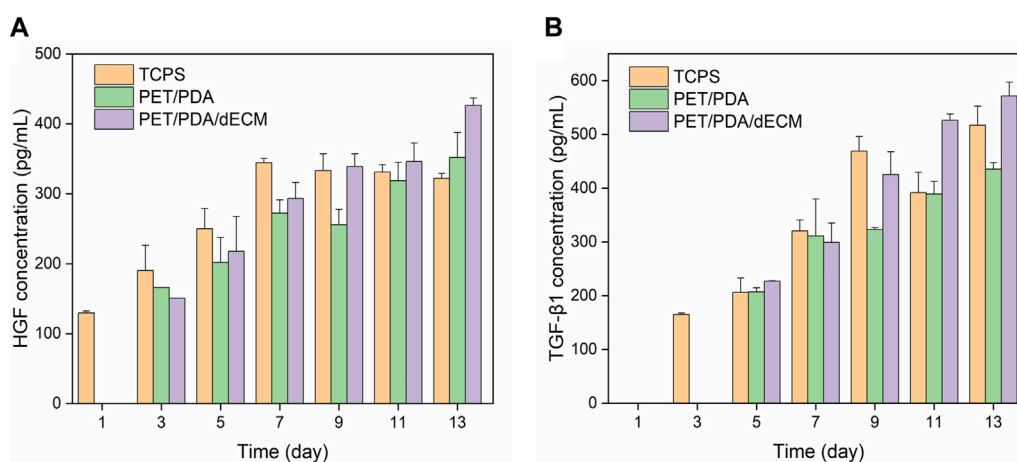 A
HGF concentration (pg/mL)
500
400
300
200
100
0
TCPS
PET/PDA
PET/PDA/dECM
1 3 5 7 9 11 13
Time (day)
B
TGF-β1 concentration (pg/mL)
600
500
400
300
200
100
0
TCPS
PET/PDA
PET/PDA/dECM
1 3 5 7 9 11 13
Time (day)